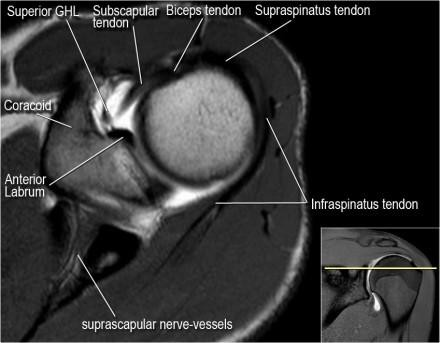 Superior GHL
Subscapular
tendon
Biceps tendon
Supraspinatus tendon
Coracoid
Anterior
Labrum
Infraspinatus tendon
suprascapular nerve-vessels